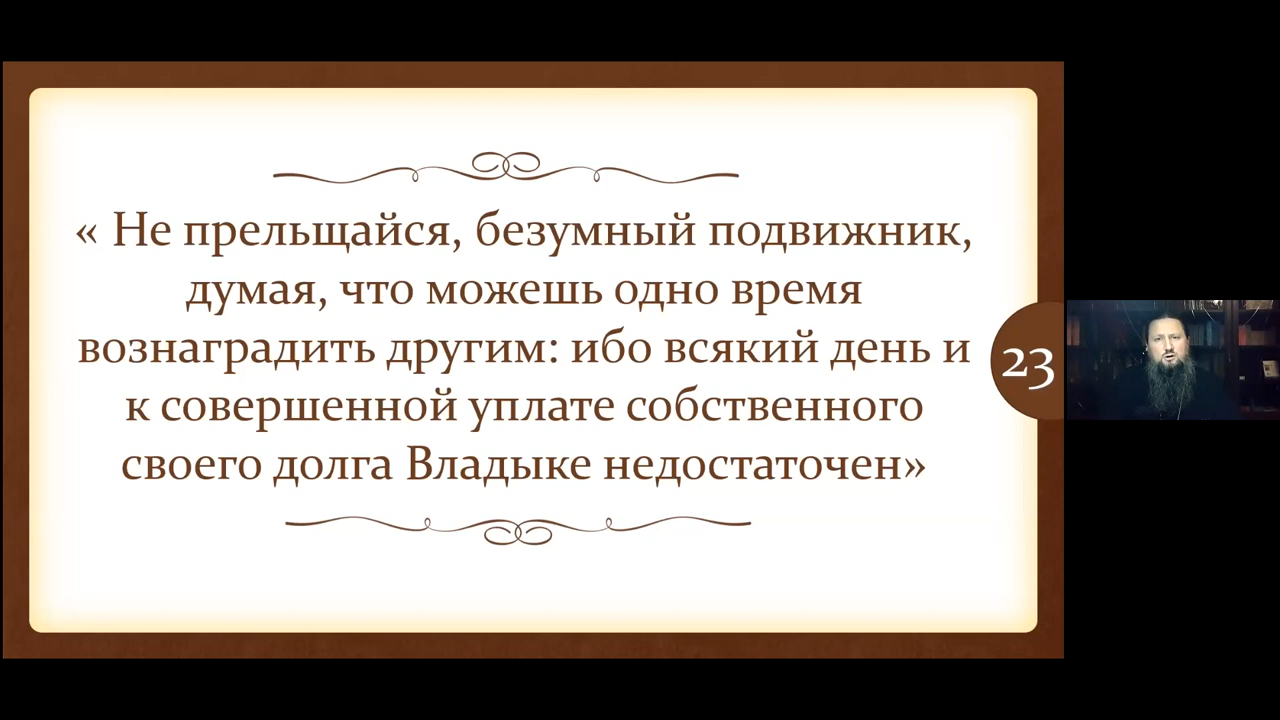 « Не прельщайся, безумный подвижник,
думая, что можешь одно время
вознаградить другим: ибо всякий день и
к совершенной уплате собственного
своего долга Владыке недостаточен»
23